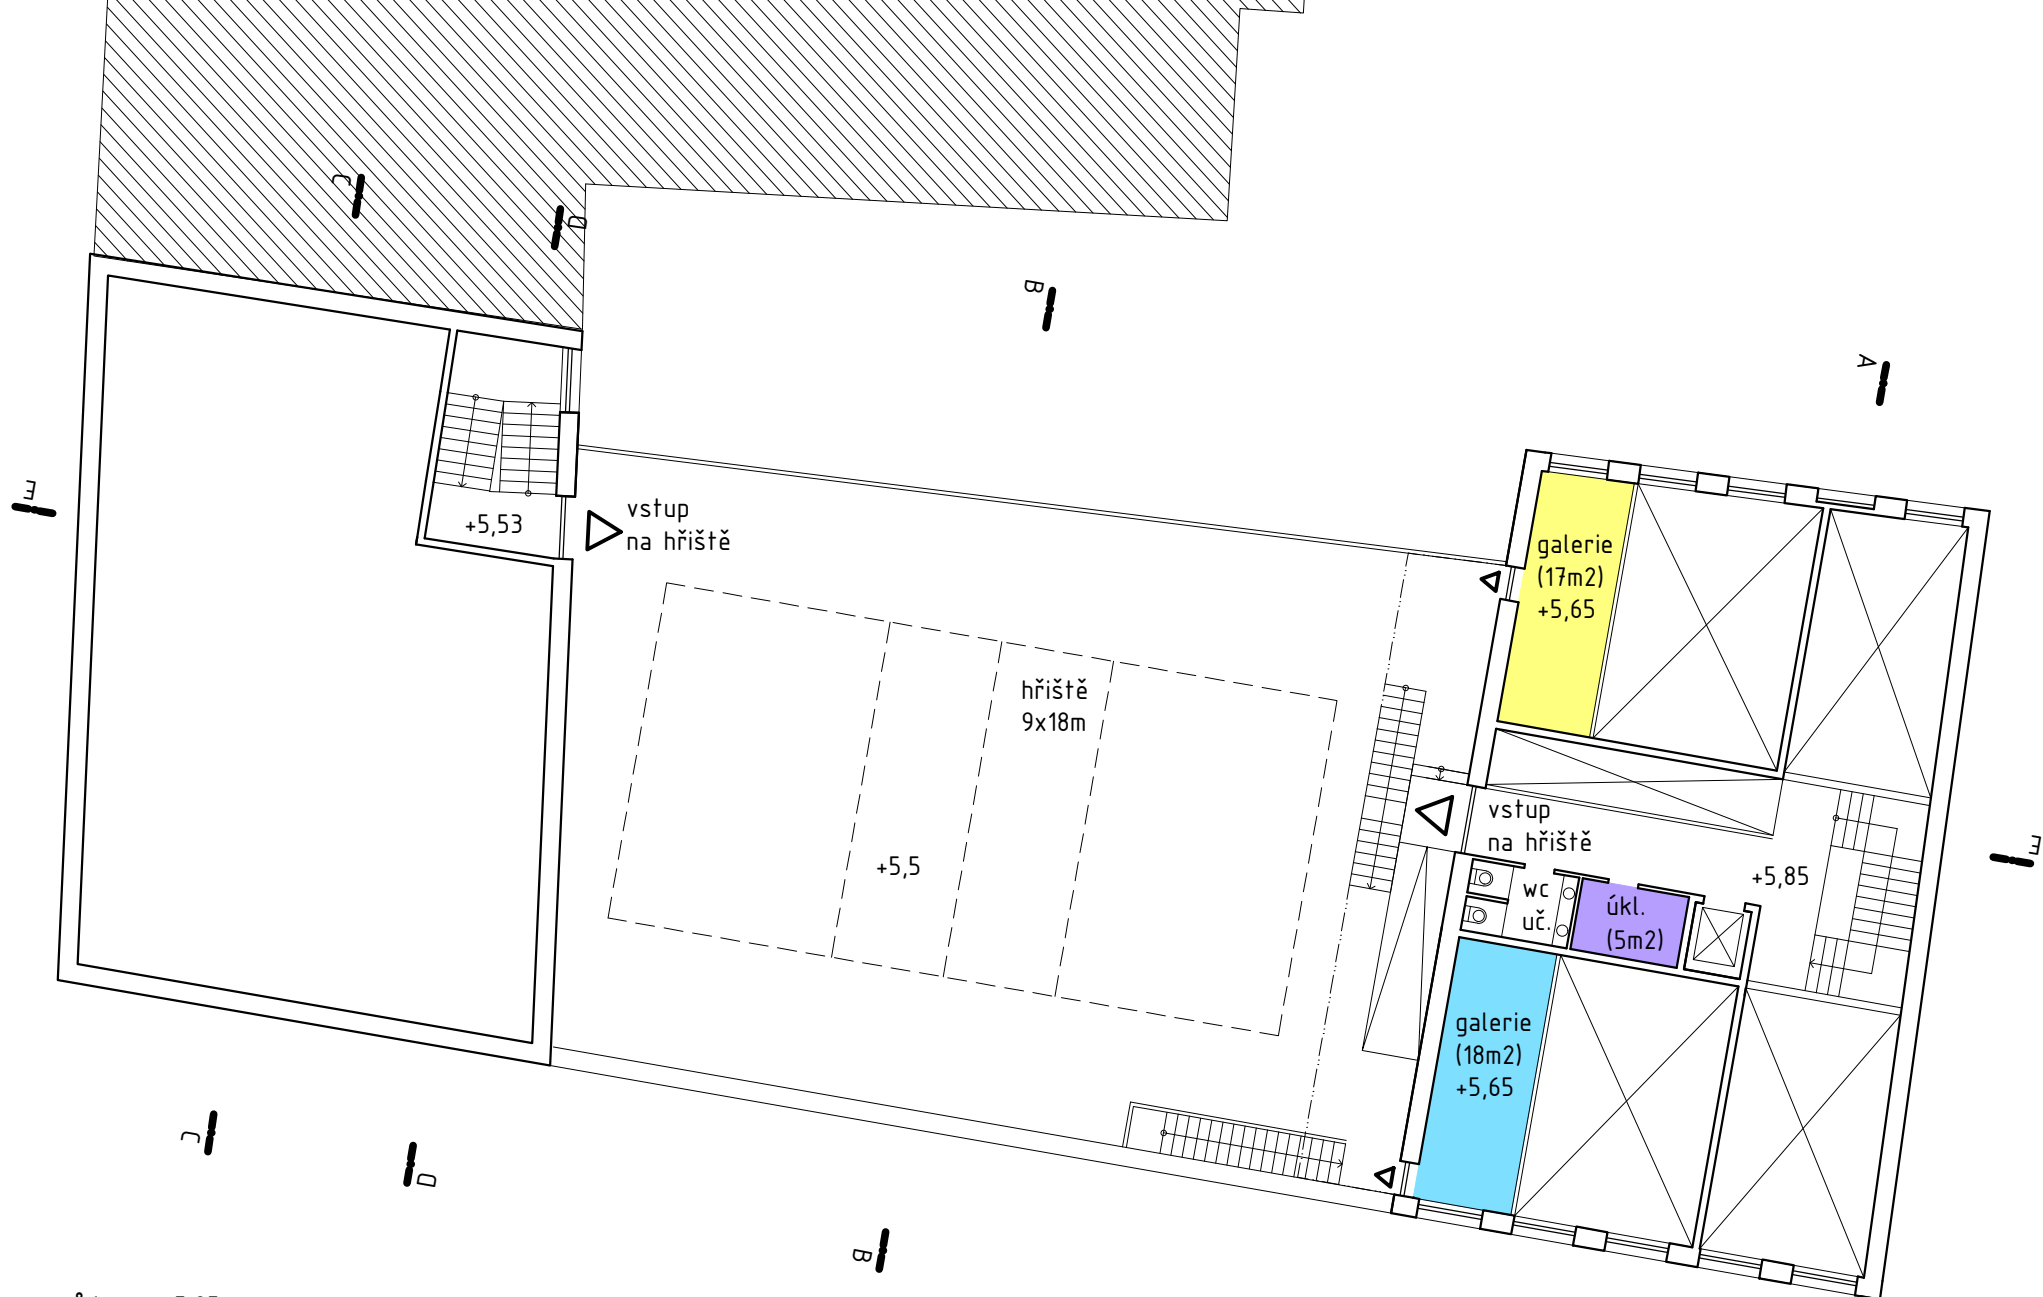 C
D
B
A
E
+5,53
vstup
na hřiště
galerie
(17m2)
+5,65
hřiště
9x18m
+5,5
vstup
na hřiště
+5,85
E
wc
uč.
úkl.
(5m2)
galerie
(18m2)
+5,65
C
D
B